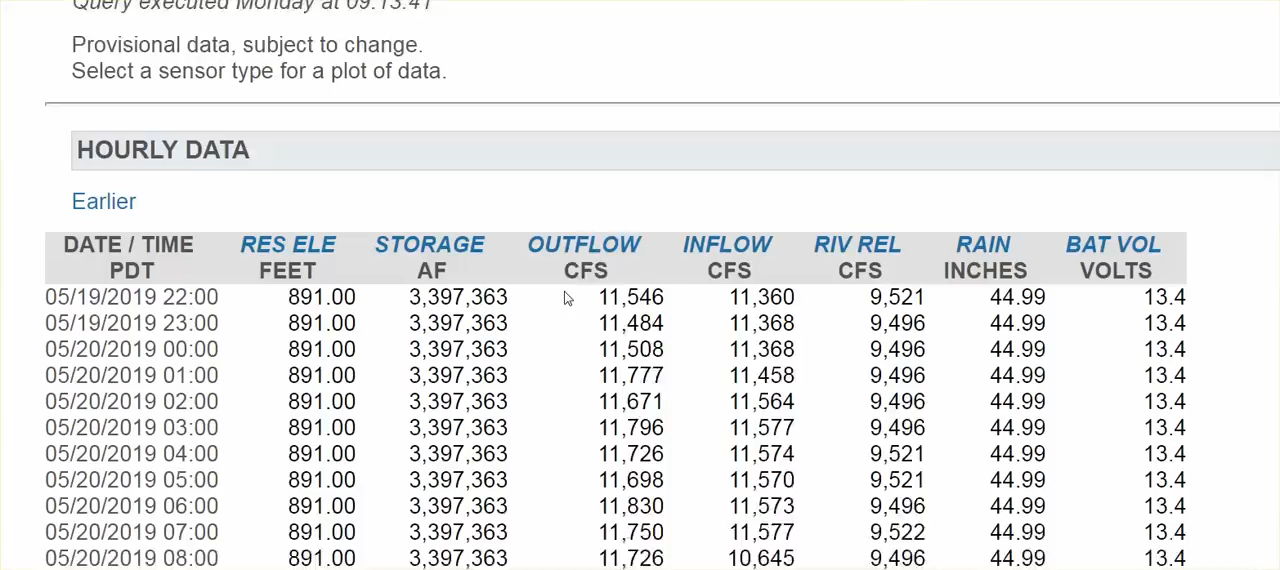 Query executed Monday at 09:13:41
Provisional data, subject to change.
Select a sensor type for a plot of data.
HOURLY DATA
Earlier
DATE / TIME RES ELE STORAGE OUTFLOW INFLOW RIV REL RAIN BAT VOL
PDT FEET AF CFS CFS CFS INCHES VOLTS
05/19/2019 22:00 891.00 3,397,363 11,546 11,360 9,521 44.99 13.4
05/19/2019 23:00 891.00 3,397,363 11,484 11,368 9,496 44.99 13.4
05/20/2019 00:00 891.00 3,397,363 11,508 11,368 9,496 44.99 13.4
05/20/2019 01:00 891.00 3,397,363 11,777 11,458 9,496 44.99 13.4
05/20/2019 02:00 891.00 3,397,363 11,671 11,564 9,496 44.99 13.4
05/20/2019 03:00 891.00 3,397,363 11,796 11,577 9,496 44.99 13.4
05/20/2019 04:00 891.00 3,397,363 11,726 11,574 9,521 44.99 13.4
05/20/2019 05:00 891.00 3,397,363 11,698 11,570 9,521 44.99 13.4
05/20/2019 06:00 891.00 3,397,363 11,830 11,573 9,496 44.99 13.4
05/20/2019 07:00 891.00 3,397,363 11,750 11,577 9,522 44.99 13.4
05/20/2019 08:00 891.00 3,397,363 11,726 10,645 9,496 44.99 13.4